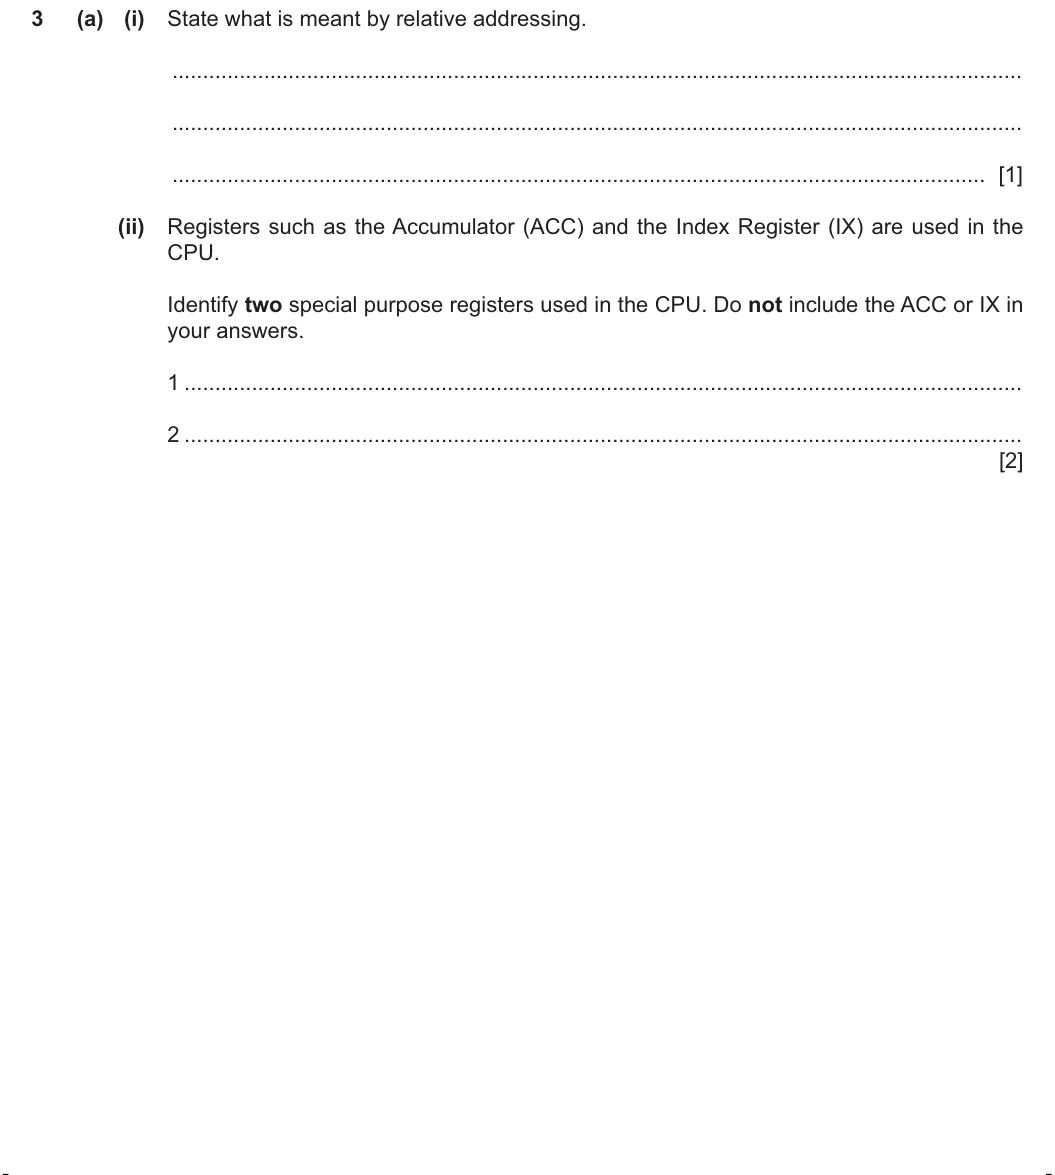 3 (a) (i) State what is meant by relative addressing.
..........................................................................................................................................
..........................................................................................................................................
.................................................................................................................................... [1]
(ii) Registers such as the Accumulator (ACC) and the Index Register (IX) are used in the
CPU.
Identify two special purpose registers used in the CPU. Do not include the ACC or IX in
your answers.
1 ........................................................................................................................................
2 ........................................................................................................................................
[2]